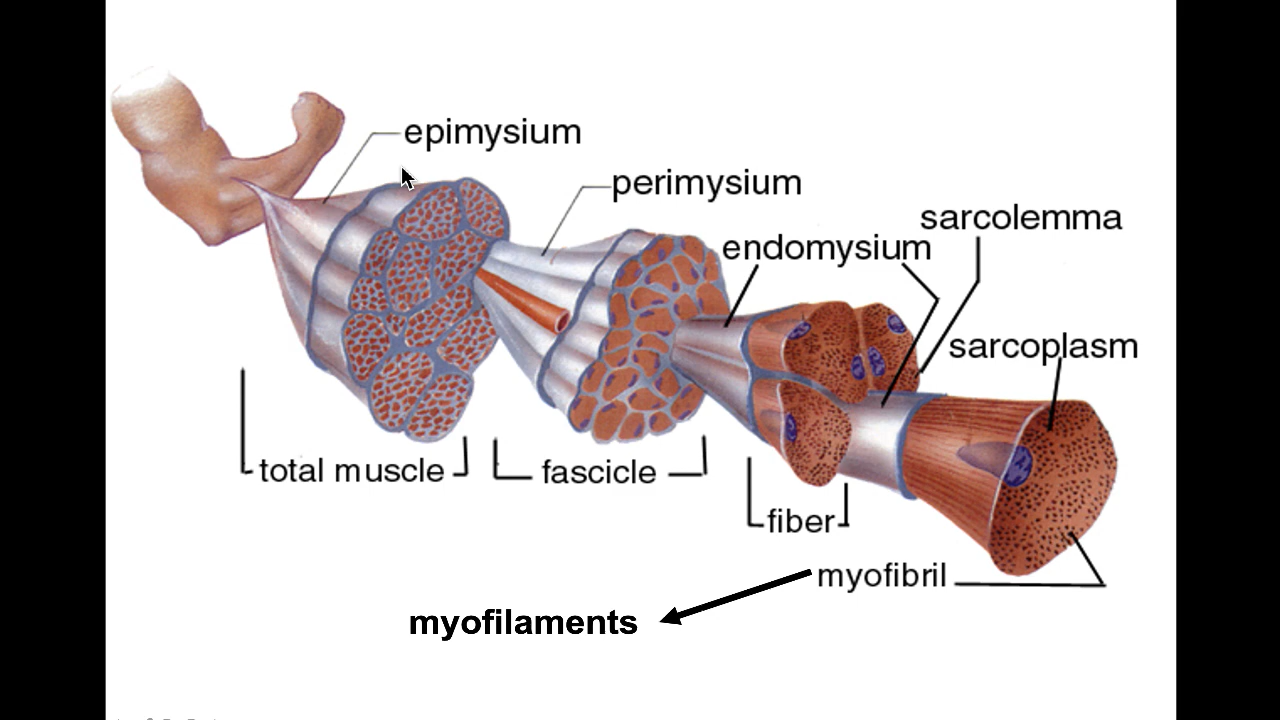 epimysium
perimysium
sarcolemma
endomysium
sarcoplasm
total muscle
fascicle
fiber
myofibril
myofilaments